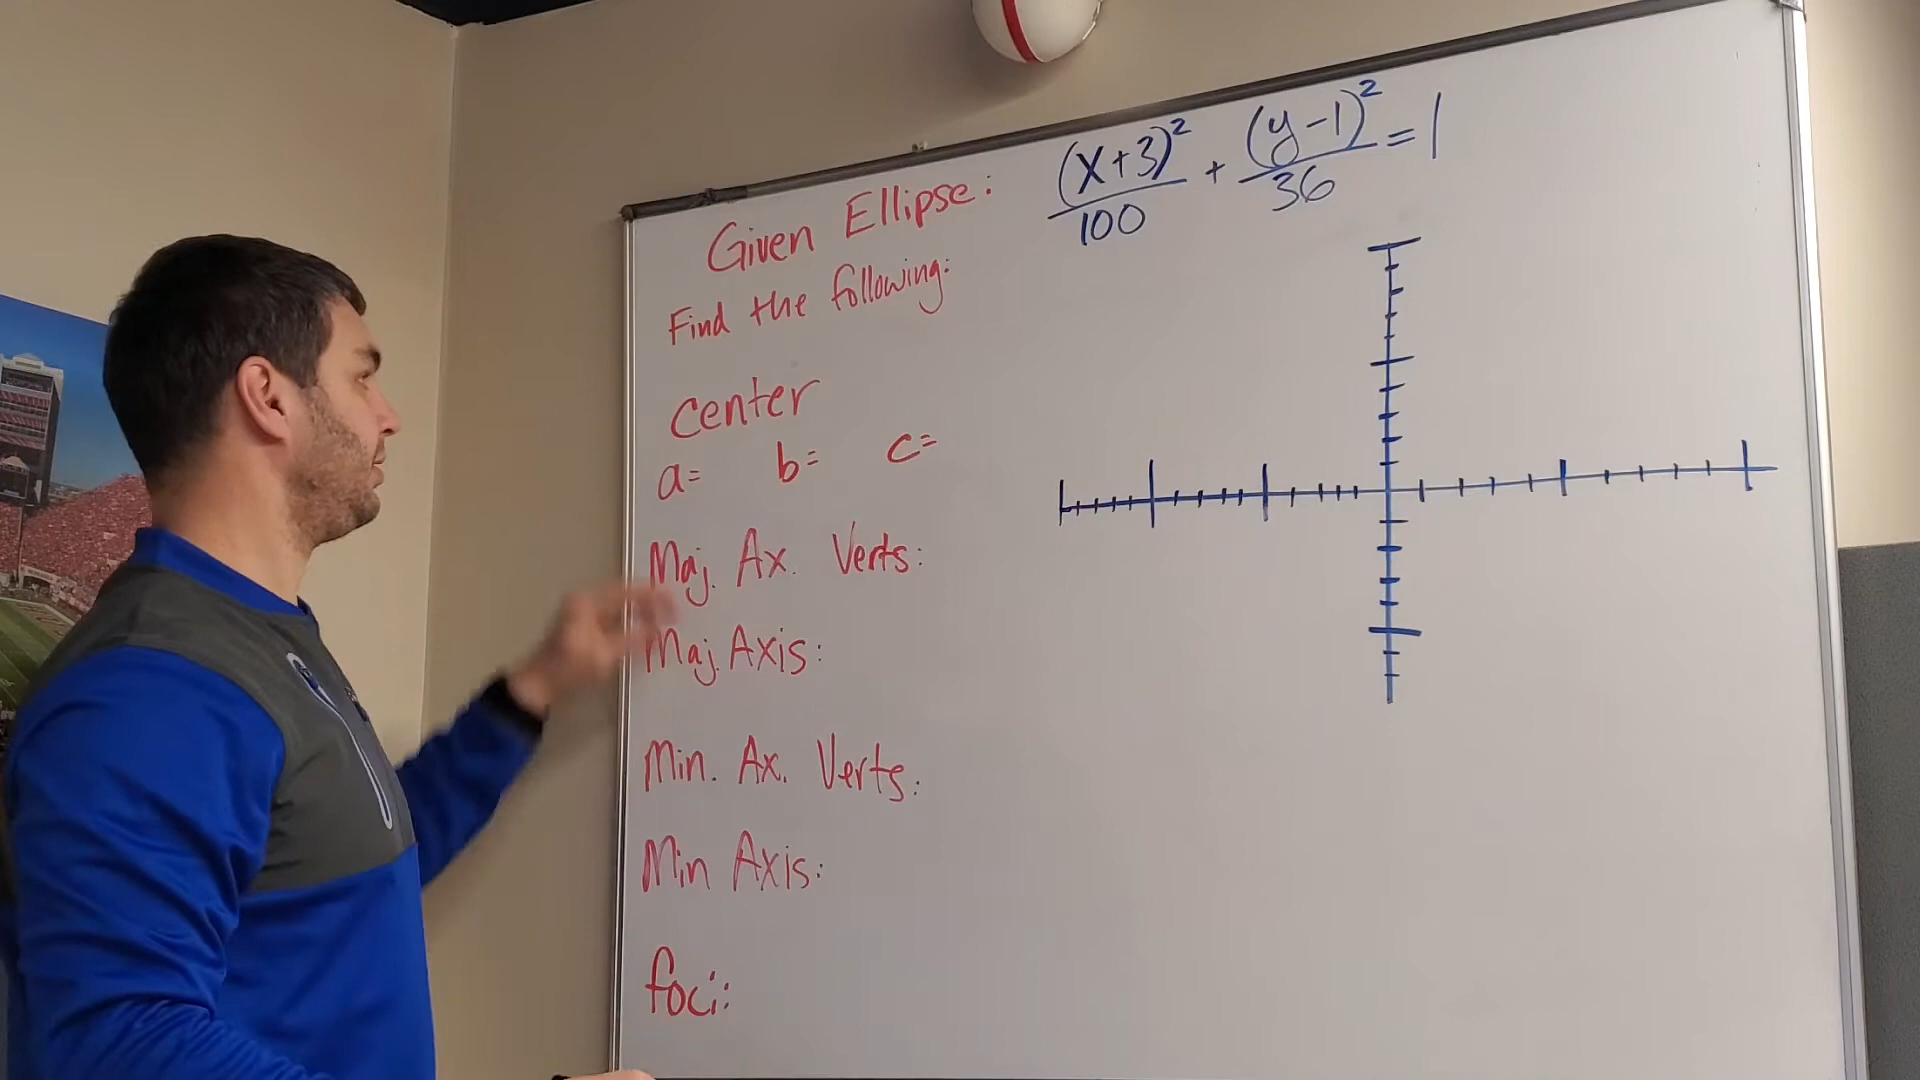 Given Ellipse: (x+3)²/100 + (y-1)²/36 = 1
Find the following:
Center
a= b= c=
Maj. Ax. Verts:
Maj. Axis:
Min. Ax. Verts:
Min Axis:
foci: